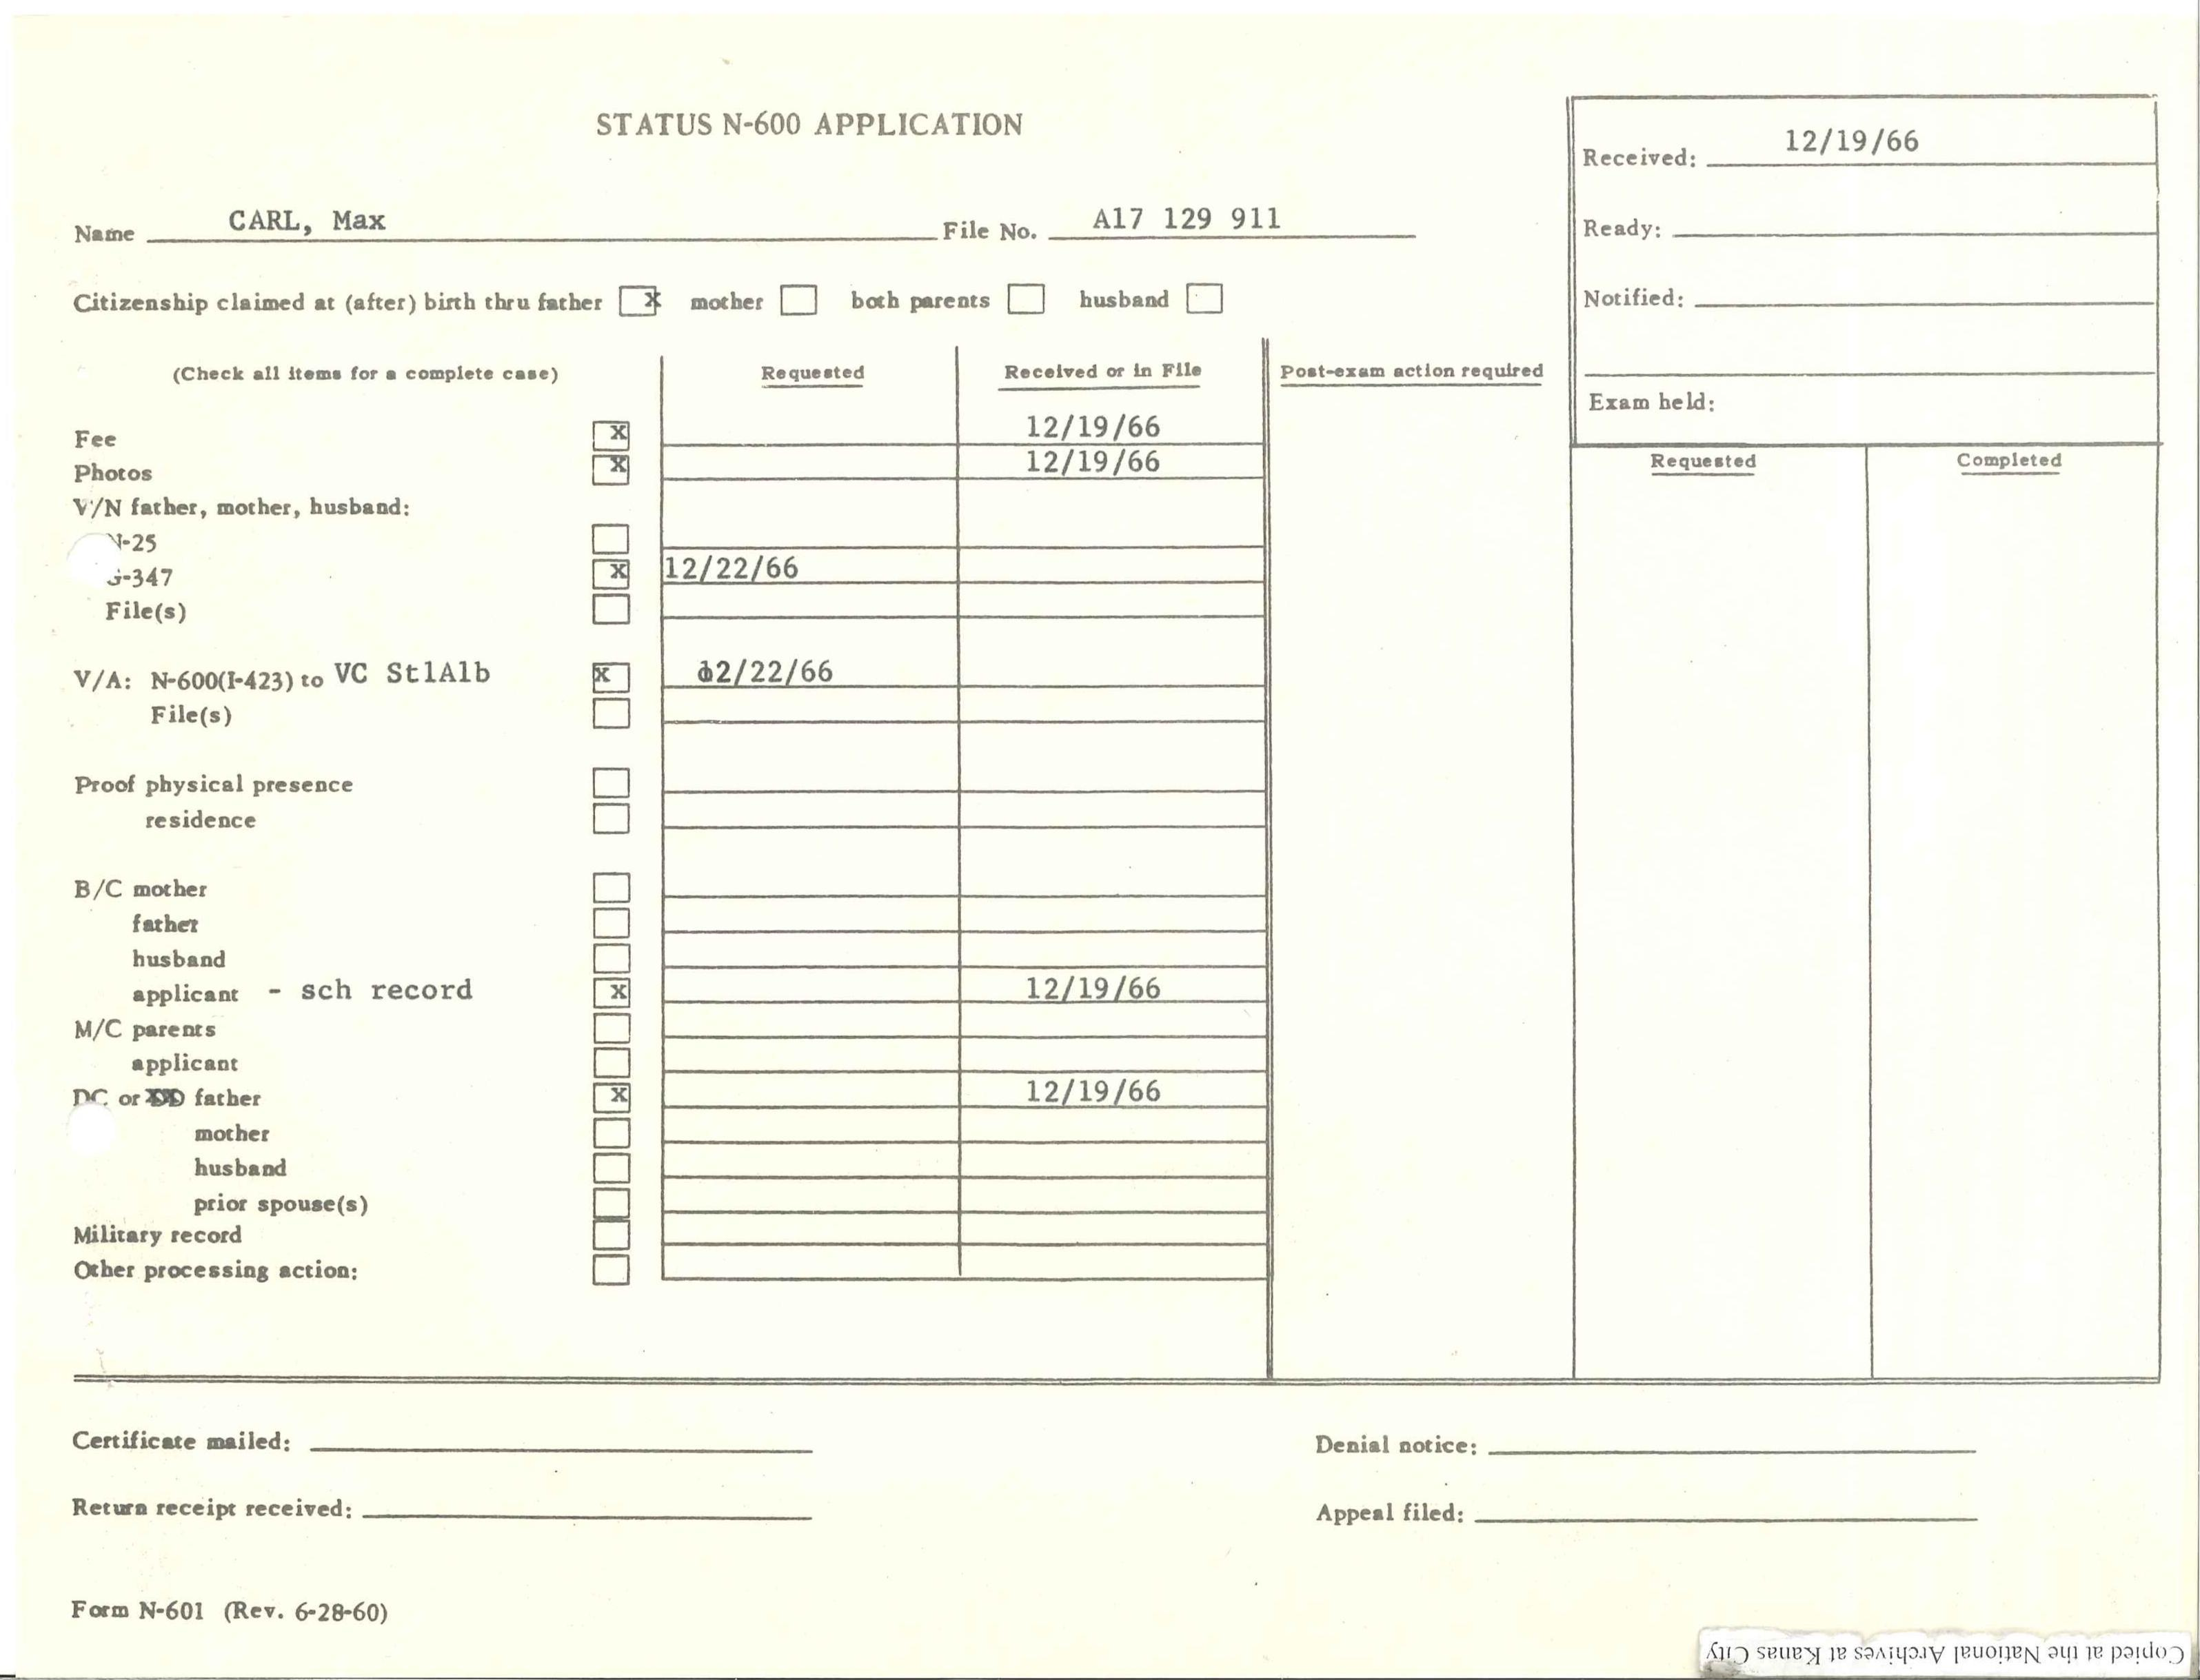 STATUS N-600 APPLICATION
Received: 12/19/66
Name CARL, Max File No. A17 129 911
Ready:
Citizenship claimed at (after) birth thru father x mother both parents husband
Notified:
(Check all items for a complete case) Requested Received or in File Post-exam action required
Exam held:
Requested Completed
Fee x 12/19/66
Photos x 12/19/66
V/N father, mother, husband:
N-25
G-347 x 12/22/66
File(s)
V/A: N-600(I-423) to VC StlAlb x 12/22/66
File(s)
Proof physical presence
residence
B/C mother
father
husband
applicant - sch record x 12/19/66
M/C parents
applicant
DC or father x 12/19/66
mother
husband
prior spouse(s)
Military record
Other processing action:
Certificate mailed: Denial notice:
Return receipt received: Appeal filed:
Form N-601 (Rev. 6-28-60)
Copied at the National Archives at Kanas City